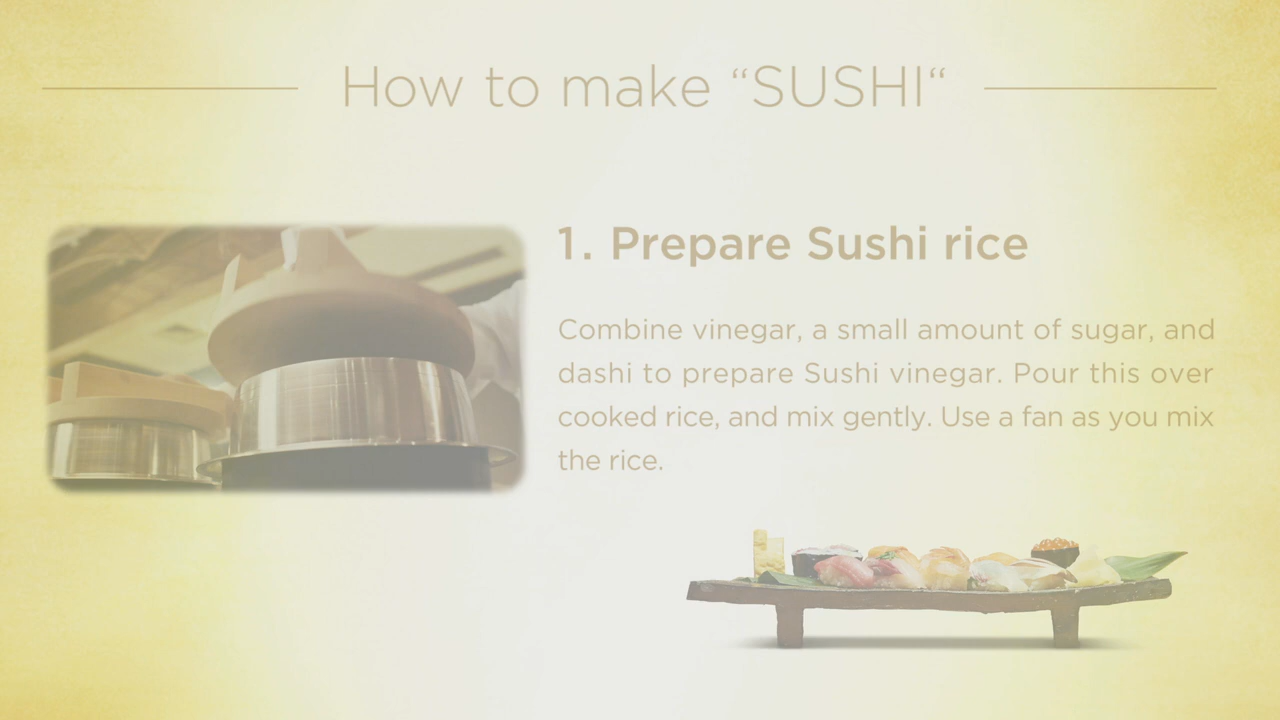 How to make “SUSHI“
1. Prepare Sushi rice
Combine vinegar, a small amount of sugar, and
dashi to prepare Sushi vinegar. Pour this over
cooked rice, and mix gently. Use a fan as you mix
the rice.